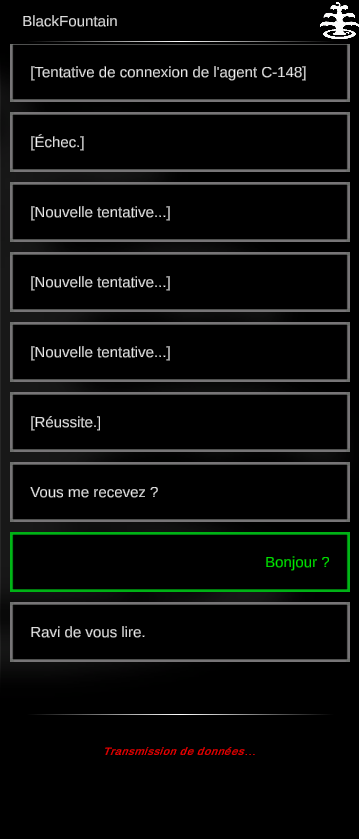 BlackFountain
[Tentative de connexion de l'agent C-148]
[Échec.]
[Nouvelle tentative...]
[Nouvelle tentative...]
[Nouvelle tentative...]
[Réussite.]
Vous me recevez ?
Bonjour ?
Ravi de vous lire.
Transmission de données...